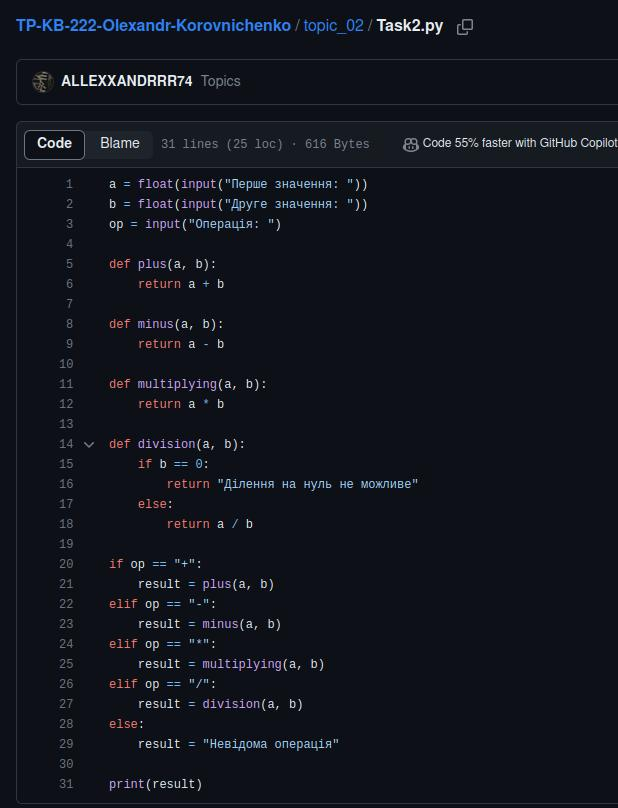 TP-KB-222-Olexandr-Korovnichenko / topic_02 / Task2.py
ALLEXXANDRRR74 Topics
Code Blame 31 lines (25 loc) · 616 Bytes Code 55% faster with GitHub Copilot
1 a = float(input("Перше значення: "))
2 b = float(input("Друге значення: "))
3 op = input("Операція: ")
4
5 def plus(a, b):
6     return a + b
7
8 def minus(a, b):
9     return a - b
10
11 def multiplying(a, b):
12     return a * b
13
14 def division(a, b):
15     if b == 0:
16         return "Ділення на нуль не можливе"
17     else:
18         return a / b
19
20 if op == "+":
21     result = plus(a, b)
22 elif op == "-":
23     result = minus(a, b)
24 elif op == "*":
25     result = multiplying(a, b)
26 elif op == "/":
27     result = division(a, b)
28 else:
29     result = "Невідома операція"
30
31 print(result)